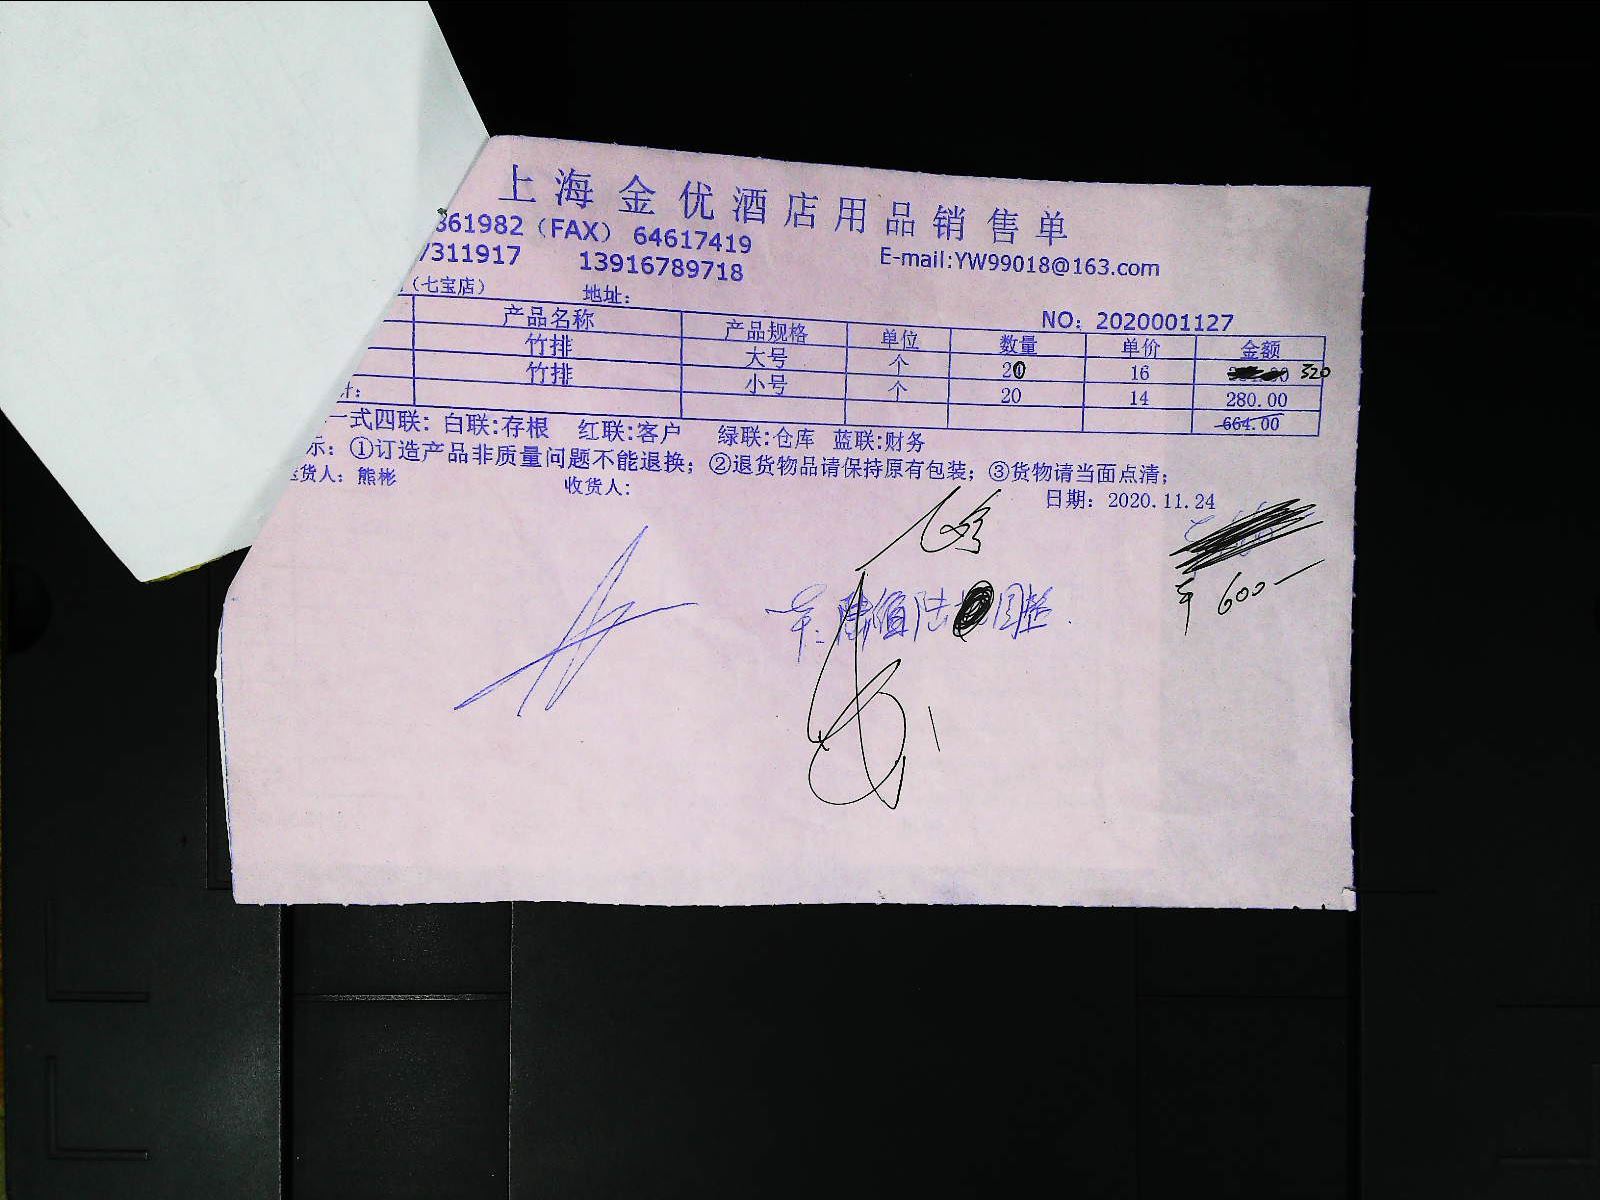 上海金优酒店用品销售单
361982（FAX） 64617419
7311917 13916789718 E-mail:YW99018@163.com
（七宝店） 地址：
NO：2020001127
产品名称 产品规格 单位 数量 单价 金额
竹排 大号 个 20 16 320
竹排 小号 个 20 14 280.00
计： 664.00
一式四联：白联:存根 红联:客户 绿联:仓库 蓝联:财务
示：①订造产品非质量问题不能退换；②退货物品请保持原有包装；③货物请当面点清；
货人：熊彬 收货人： 日期：2020.11.24
600
陆 圆整